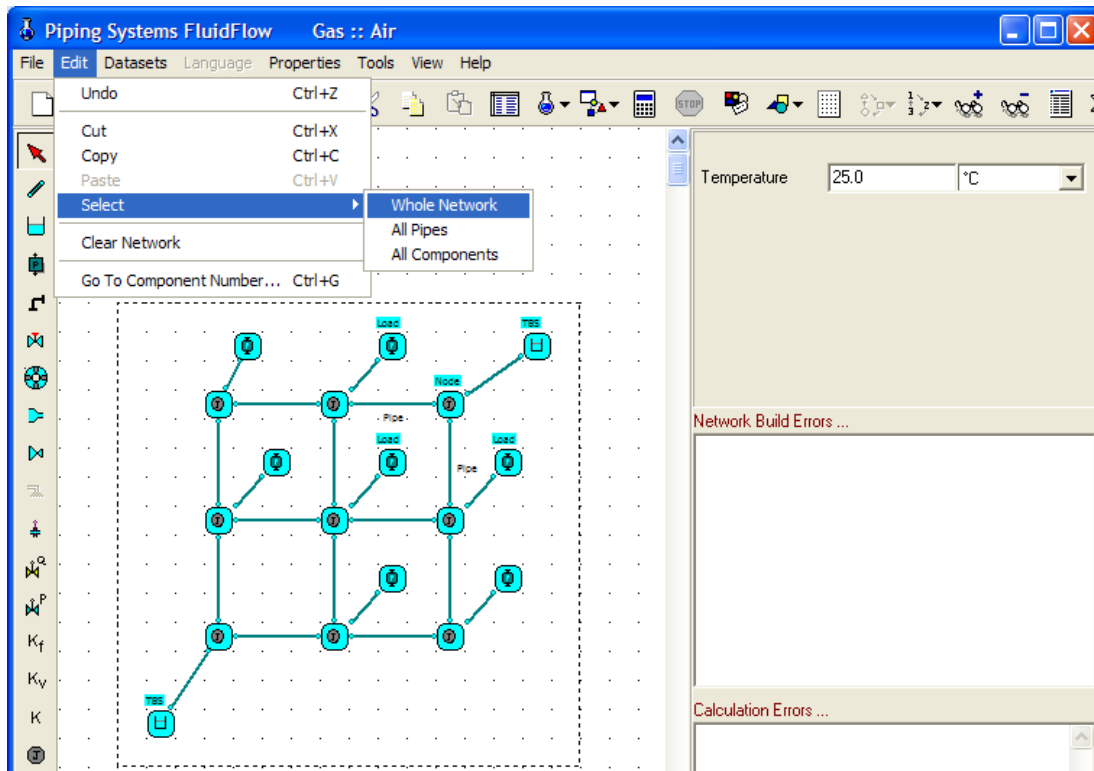 Piping Systems FluidFlow Gas :: Air
File Edit Datasets Language Properties Tools View Help
Undo Ctrl+Z
Cut Ctrl+X
Copy Ctrl+C
Paste Ctrl+V
Select
Clear Network
Go To Component Number... Ctrl+G
Whole Network
All Pipes
All Components
STOP
Temperature 25.0 °C
Load TBS
Node
Pipe
Load Load
Pipe
TBS
Network Build Errors ...
Calculation Errors ...
Kf
Kv
K